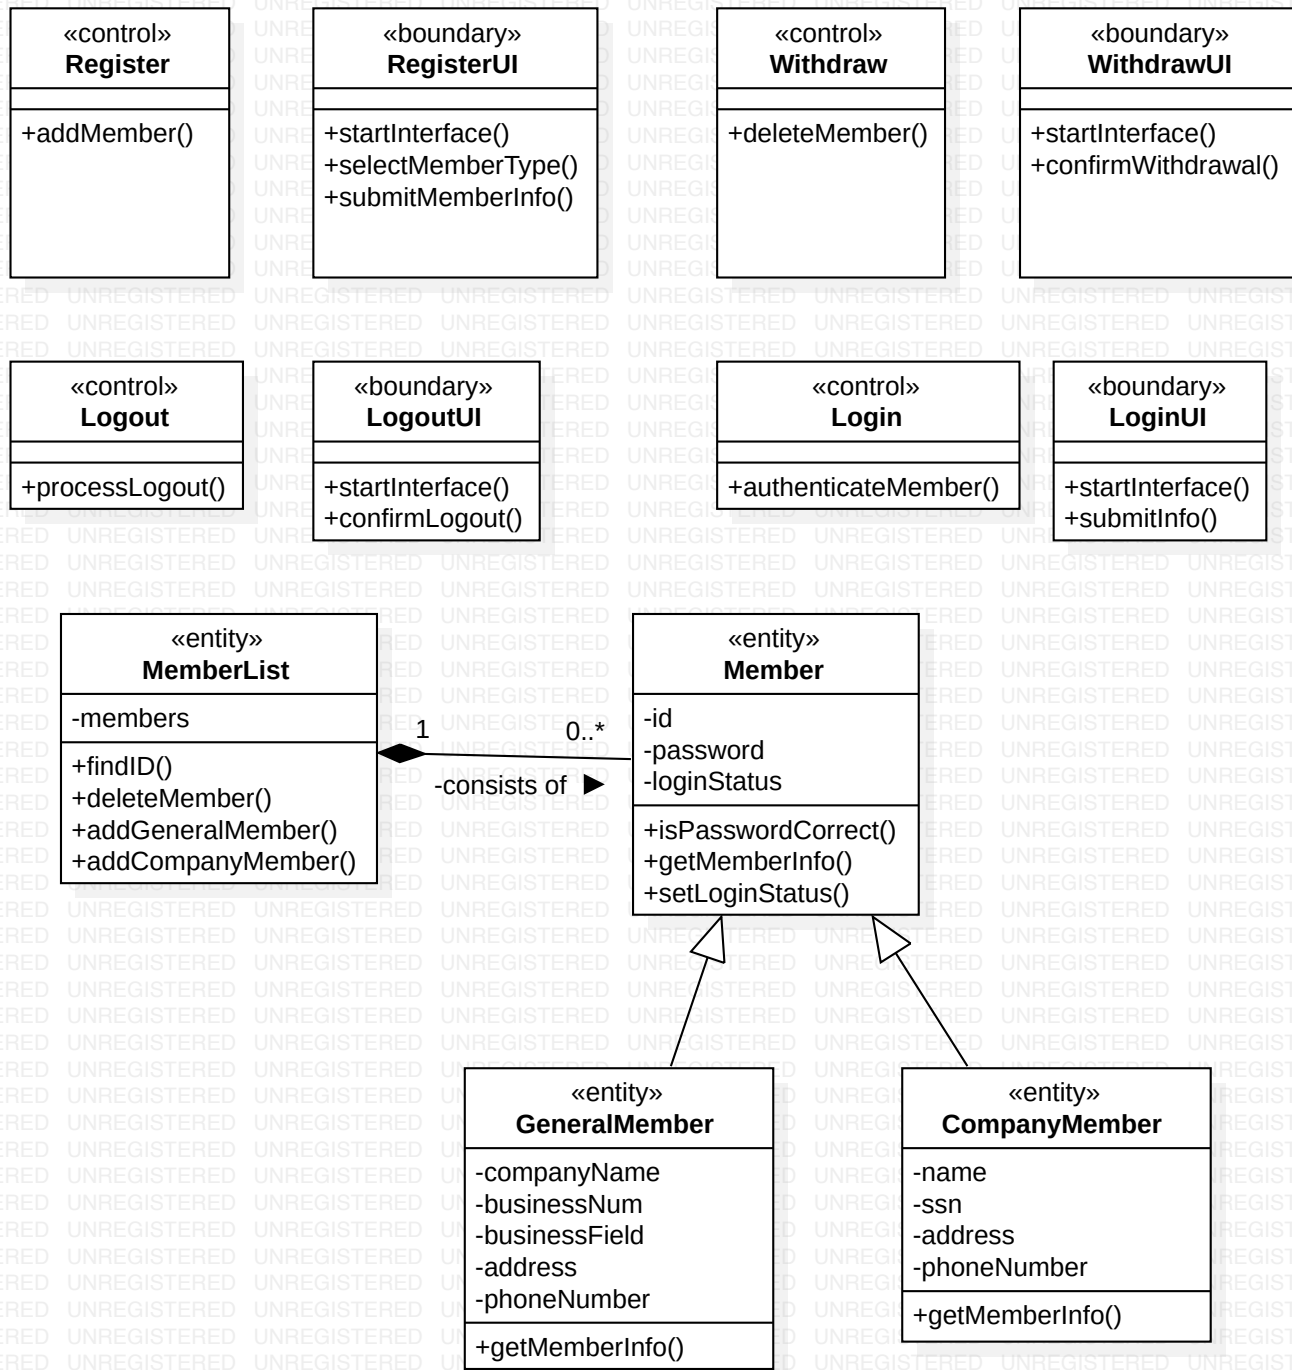 «control»
Register
+addMember()
«boundary»
RegisterUI
+startInterface()
+selectMemberType()
+submitMemberInfo()
«control»
Withdraw
+deleteMember()
«boundary»
WithdrawUI
+startInterface()
+confirmWithdrawal()
«control»
Logout
+processLogout()
«boundary»
LogoutUI
+startInterface()
+confirmLogout()
«control»
Login
+authenticateMember()
«boundary»
LoginUI
+startInterface()
+submitInfo()
«entity»
MemberList
-members
+findID()
+deleteMember()
+addGeneralMember()
+addCompanyMember()
1
0..*
-consists of ▶
«entity»
Member
-id
-password
-loginStatus
+isPasswordCorrect()
+getMemberInfo()
+setLoginStatus()
«entity»
GeneralMember
-companyName
-businessNum
-businessField
-address
-phoneNumber
+getMemberInfo()
«entity»
CompanyMember
-name
-ssn
-address
-phoneNumber
+getMemberInfo()
UNREGISTERED